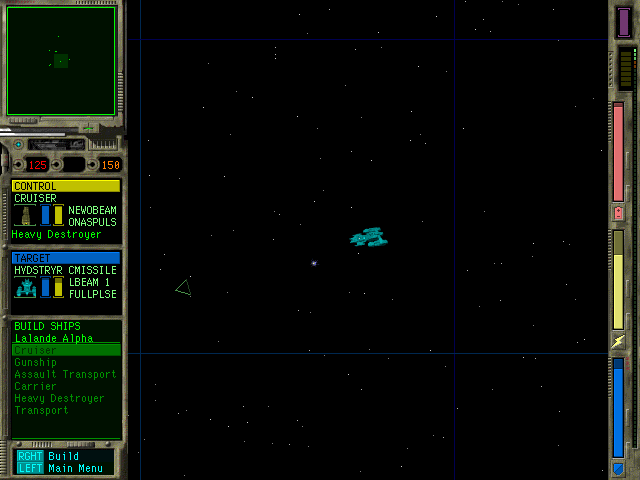 125 150
CONTROL
CRUISER
NEWOBEAM
ONASPULS
Heavy Destroyer
TARGET
HVDSTRYR CMISSILE
LBEAM 1
FULLPLSE
BUILD SHIPS
Lalande Alpha
Cruiser
Gunship
Assault Transport
Carrier
Heavy Destroyer
Transport
RGHT Build
LEFT Main Menu